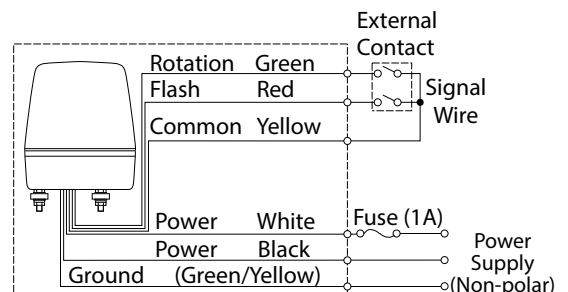 External
Contact
Rotation Green
Flash Red
Signal
Wire
Common Yellow
Power White
Fuse (1A)
Power Black
Power
Supply
(Non-polar)
Ground (Green/Yellow)